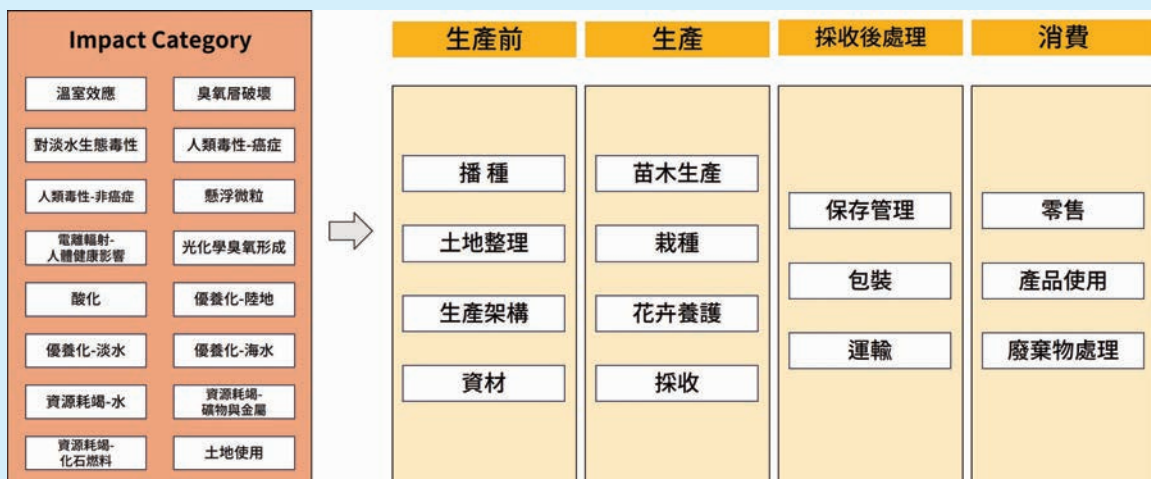 Impact Category
溫室效應
臭氧層破壞
對淡水生態毒性
人類毒性-癌症
人類毒性-非癌症
懸浮微粒
電離輻射-
人體健康影響
光化學臭氧形成
酸化
優養化-陸地
優養化-淡水
優養化-海水
資源耗竭-水
資源耗竭-
礦物與金屬
資源耗竭-
化石燃料
土地使用
生產前
播 種
土地整理
生產架構
資材
生產
苗木生產
栽種
花卉養護
採收
採收後處理
保存管理
包裝
運輸
消費
零售
產品使用
廢棄物處理